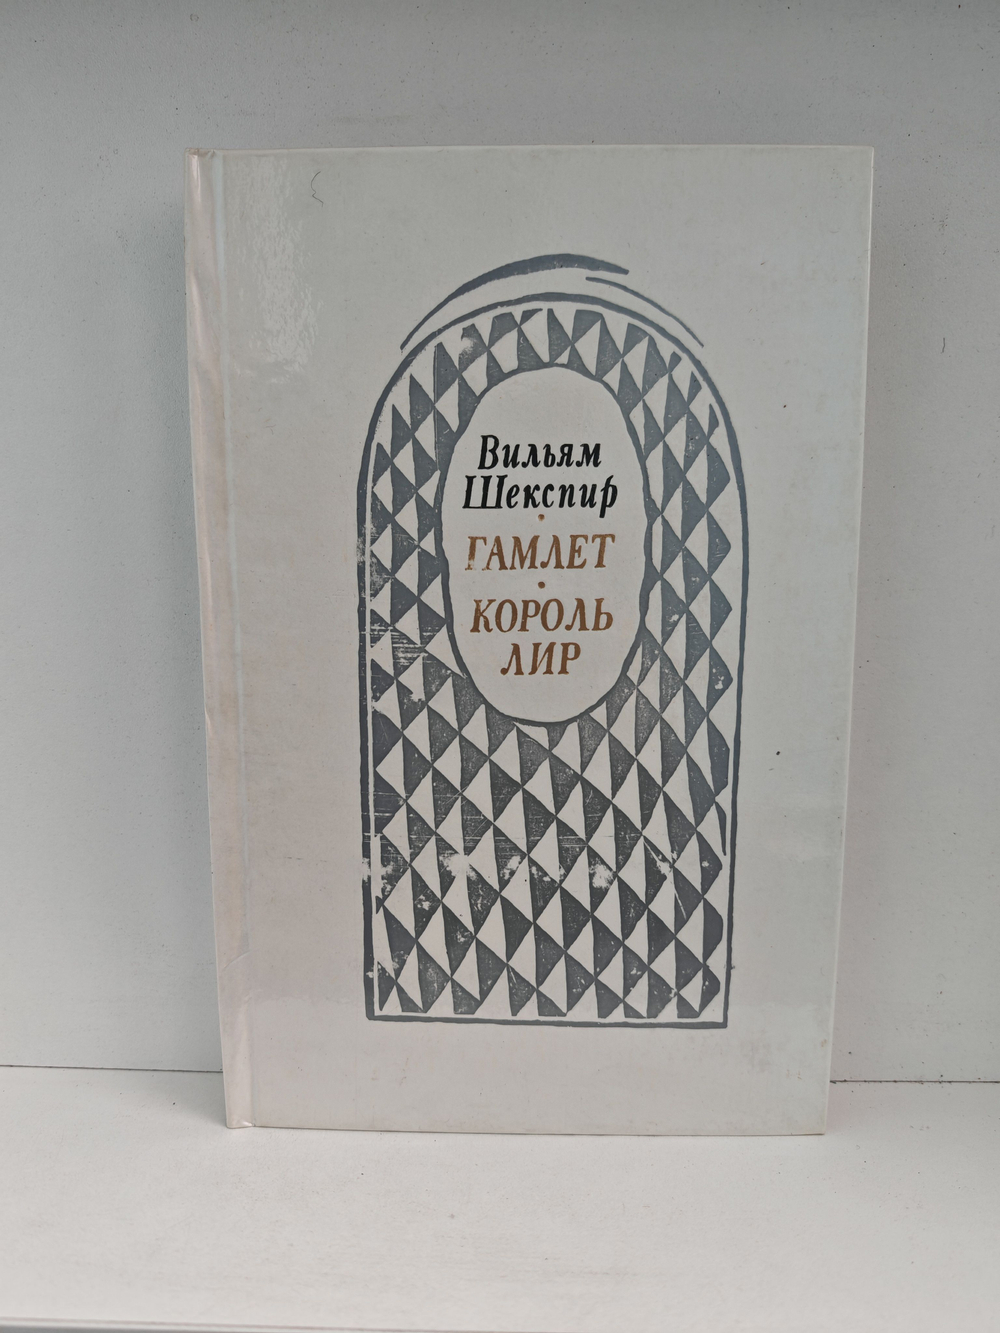 Вильям
Шекспир
ГАМЛЕТ
КОРОЛЬ
ЛИР